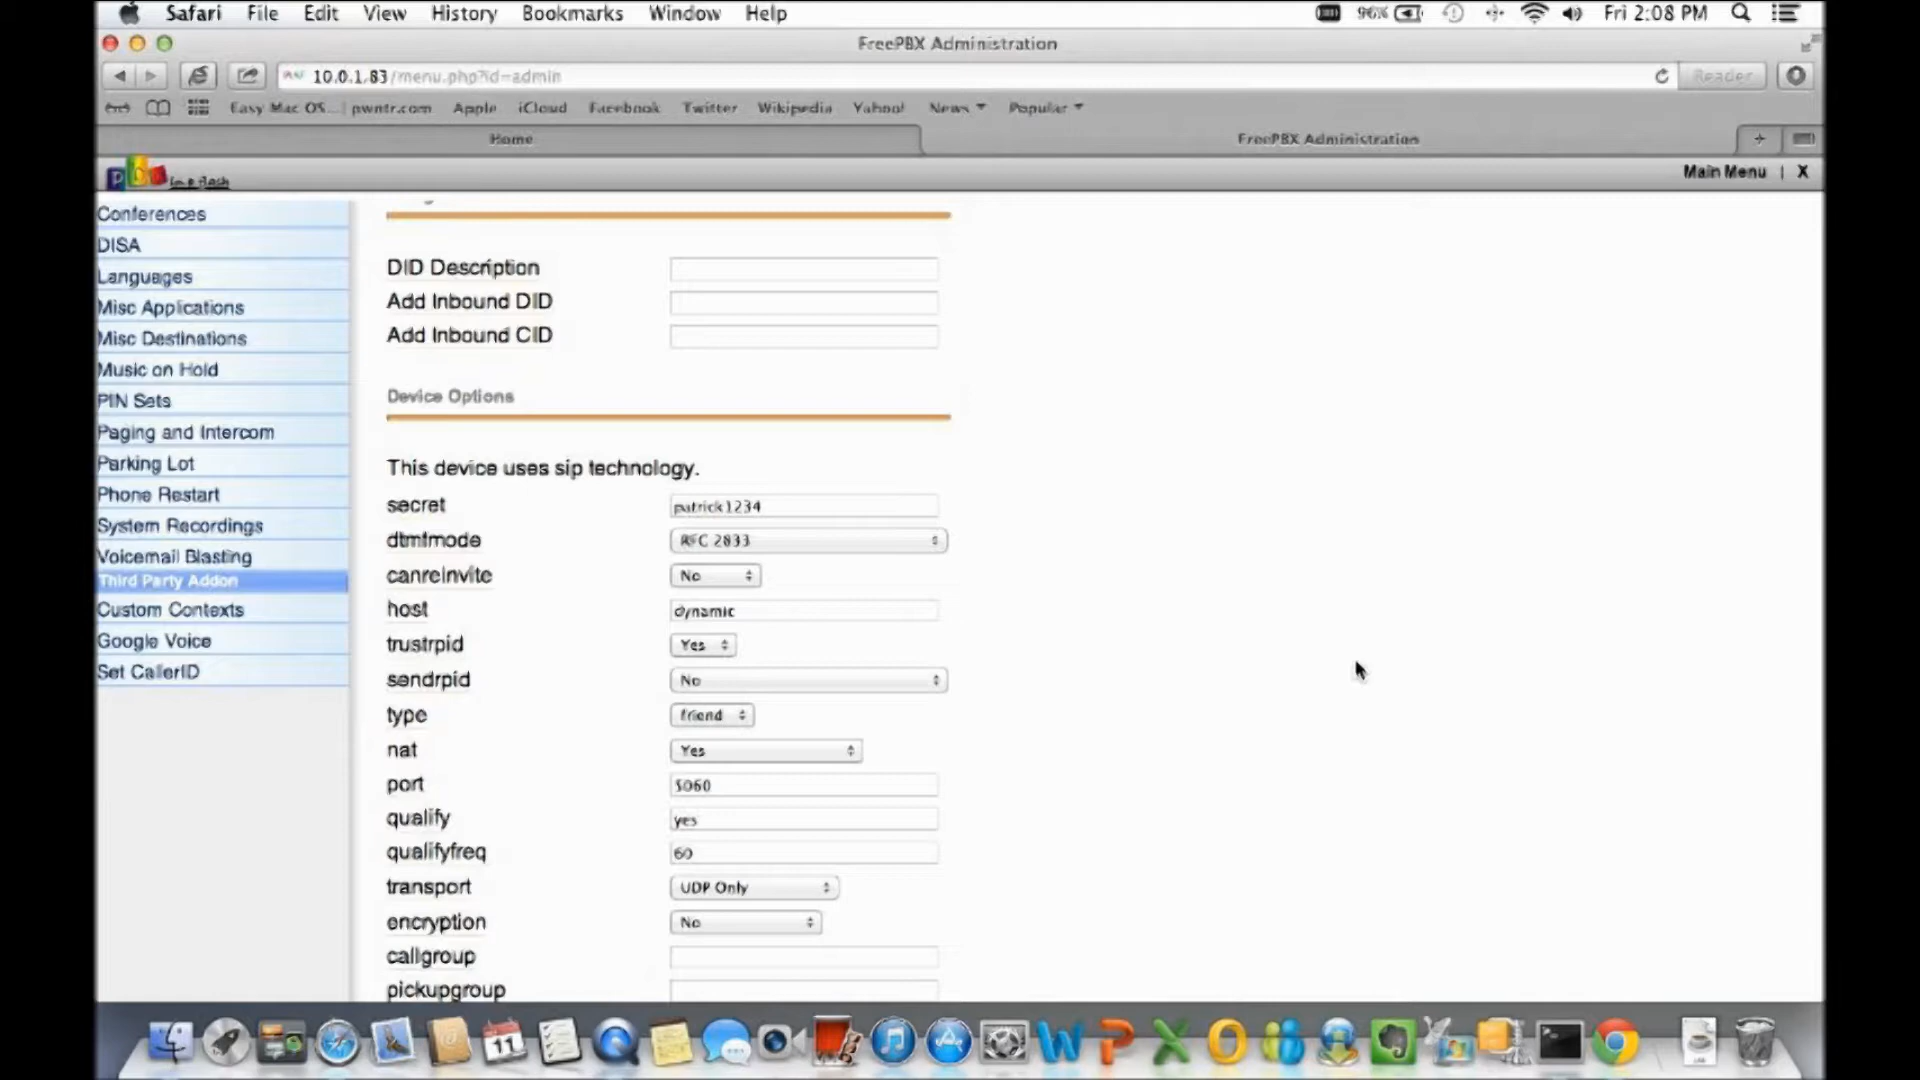 Safari File Edit View History Bookmarks Window Help 96% Fri 2:08 PM
FreePBX Administration
10.0.1.83/menu.php?id=admin Reader
Easy Mac OS... pwntr.com Apple iCloud Facebook Twitter Wikipedia Yahoo! News Popular
Home FreePBX Administration +
pbx in a flash Main Menu | X
Conferences
DISA
Languages
Misc Applications
Misc Destinations
Music on Hold
PIN Sets
Paging and Intercom
Parking Lot
Phone Restart
System Recordings
Voicemail Blasting
Third Party Addon
Custom Contexts
Google Voice
Set CallerID
DID Description
Add Inbound DID
Add Inbound CID
Device Options
This device uses sip technology.
secret patrick1234
dtmfmode RFC 2833
canreinvite No
host dynamic
trustrpid Yes
sendrpid No
type friend
nat Yes
port 5060
qualify yes
qualifyfreq 60
transport UDP Only
encryption No
callgroup
pickupgroup
11